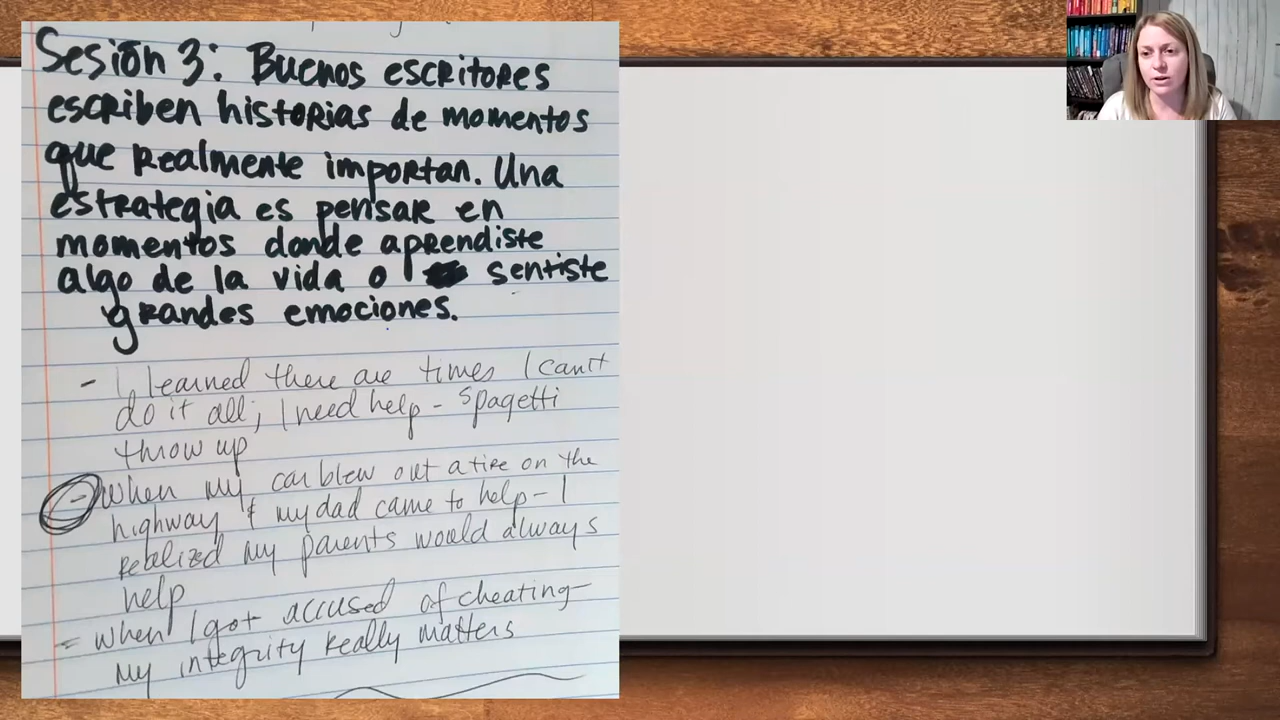 Sesión 3: Buenos escritores
escriben historias de momentos
que realmente importan. Una
estrategia es pensar en
momentos donde aprendiste
algo de la vida o sentiste
grandes emociones.
- I learned there are times I can't
do it all; I need help - Spagetti
throw up
- When my car blew out a tire on the
highway & my dad came to help - I
realized my parents would always
help
- when I got accused of cheating -
my integrity really matters